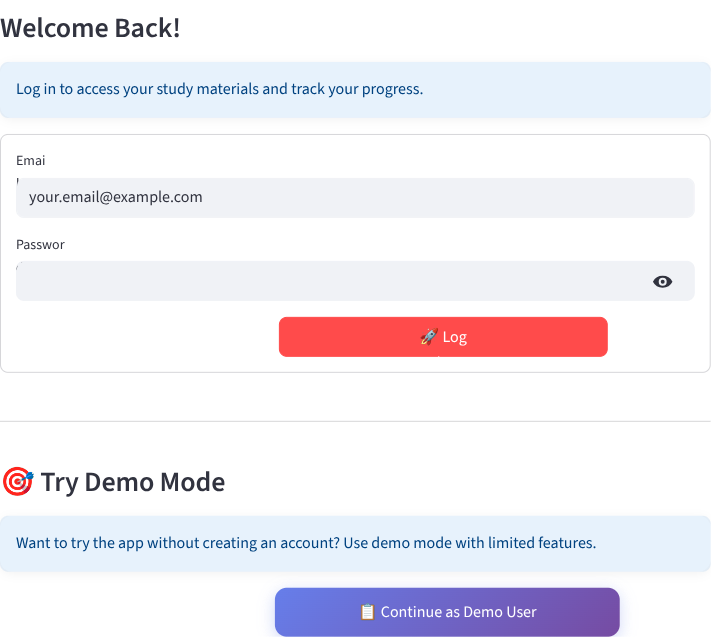 Welcome Back!
Log in to access your study materials and track your progress.
Emai
your.email@example.com
Passwor
🚀 Log
🎯 Try Demo Mode
Want to try the app without creating an account? Use demo mode with limited features.
📋 Continue as Demo User